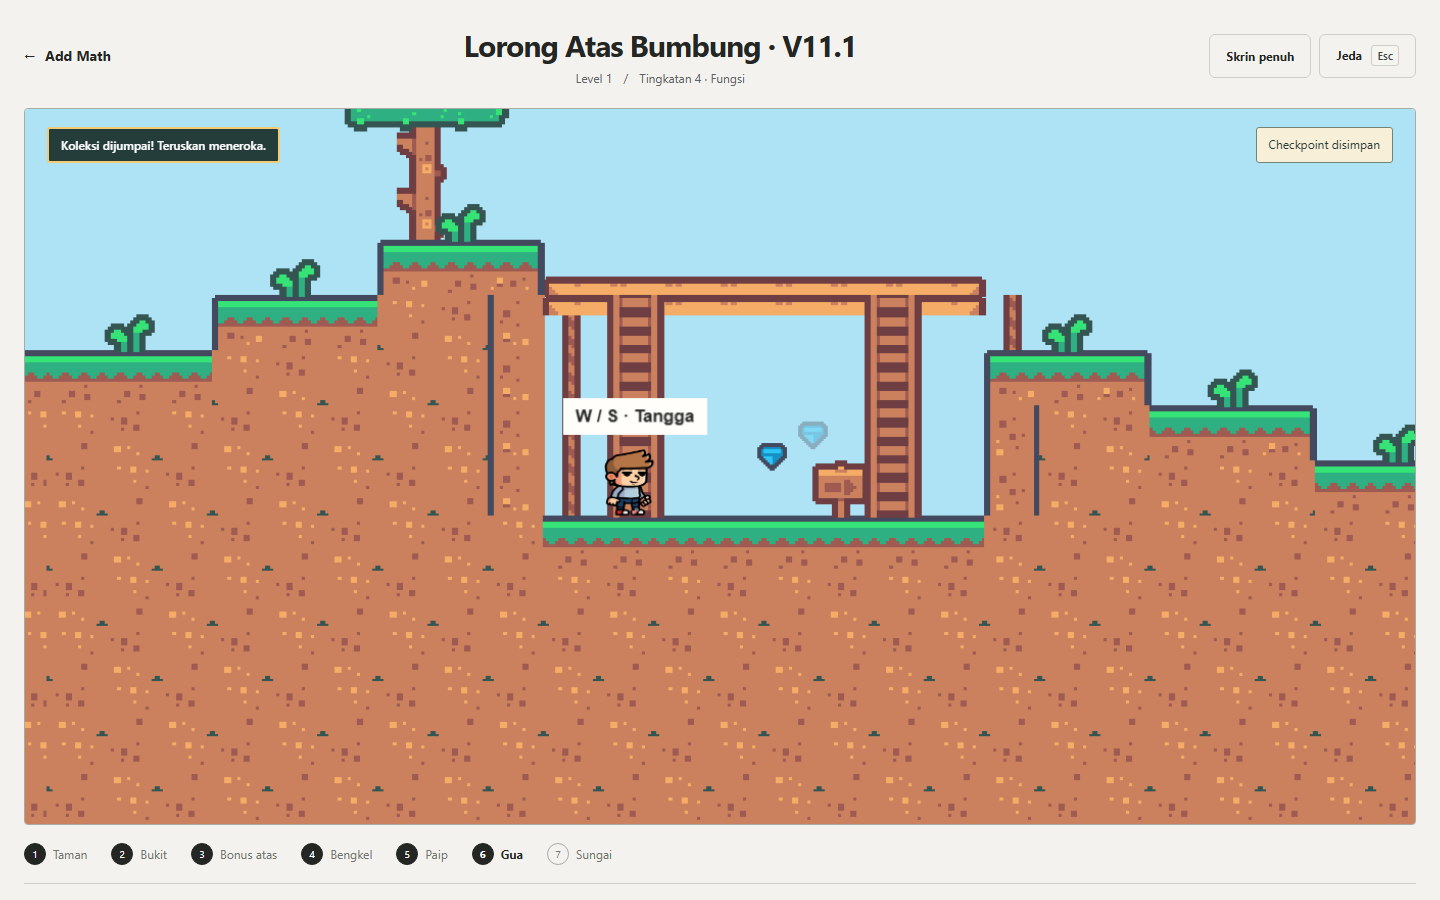 ← Add Math
Lorong Atas Bumbung · V11.1
Level 1 / Tingkatan 4 · Fungsi
Skrin penuh
Jeda Esc
Koleksi dijumpai! Teruskan meneroka.
Checkpoint disimpan
W / S · Tangga
1 Taman
2 Bukit
3 Bonus atas
4 Bengkel
5 Paip
6 Gua
7 Sungai